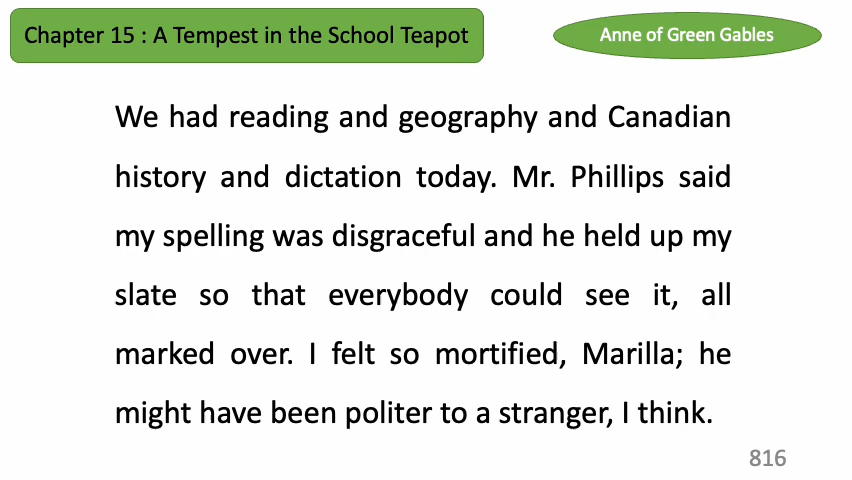 Chapter 15 : A Tempest in the School Teapot
Anne of Green Gables
We had reading and geography and Canadian
history and dictation today. Mr. Phillips said
my spelling was disgraceful and he held up my
slate so that everybody could see it, all
marked over. I felt so mortified, Marilla; he
might have been politer to a stranger, I think.
816